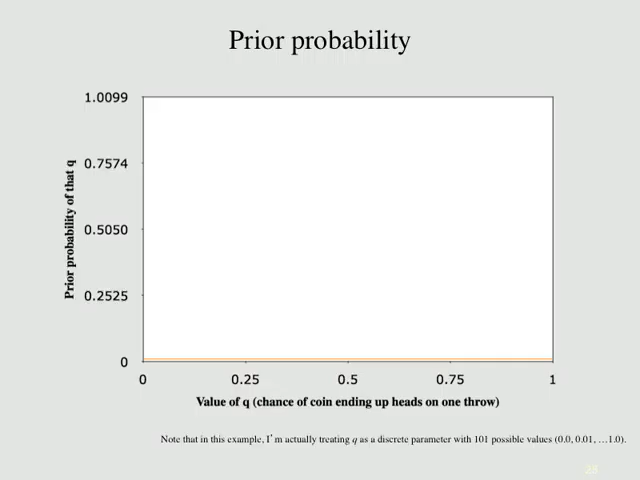 Prior probability
1.0099
0.7574
0.5050
0.2525
0
Prior probability of that q
0 0.25 0.5 0.75 1
Value of q (chance of coin ending up heads on one throw)
Note that in this example, I'm actually treating q as a discrete parameter with 101 possible values (0.0, 0.01, …1.0).
28